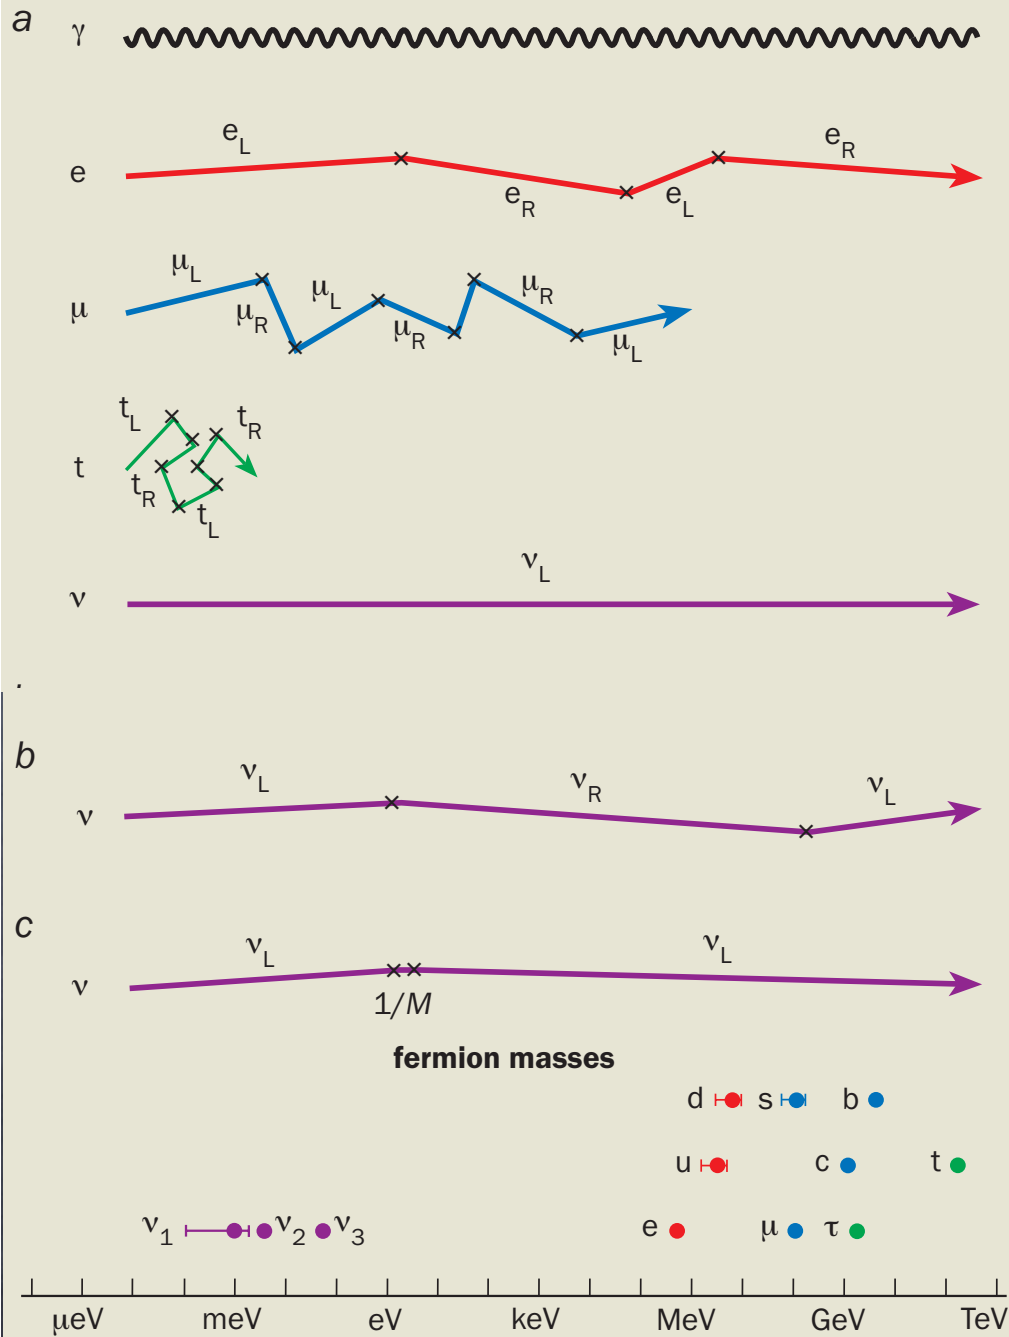 a
γ
e_L
e_R
e
e_R
e_L
μ_L
μ_L
μ_R
μ
μ_R
μ_R
μ_L
t_L
t_R
t
t_R
t_L
ν_L
ν
.
b
ν_L
ν_R
ν_L
ν
c
ν_L
ν_L
ν
1/M
fermion masses
d s b
u c t
ν_1 ν_2 ν_3 e μ τ
μeV meV eV keV MeV GeV TeV